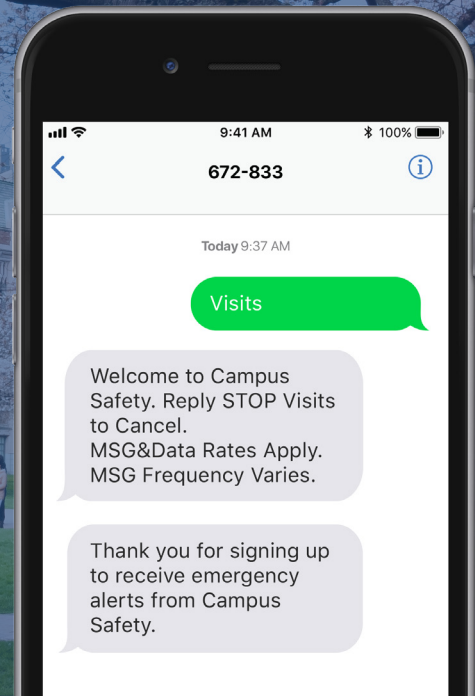 9:41 AM
100%
672-833
Today 9:37 AM
Visits
Welcome to Campus
Safety. Reply STOP Visits
to Cancel.
MSG&Data Rates Apply.
MSG Frequency Varies.
Thank you for signing up
to receive emergency
alerts from Campus
Safety.